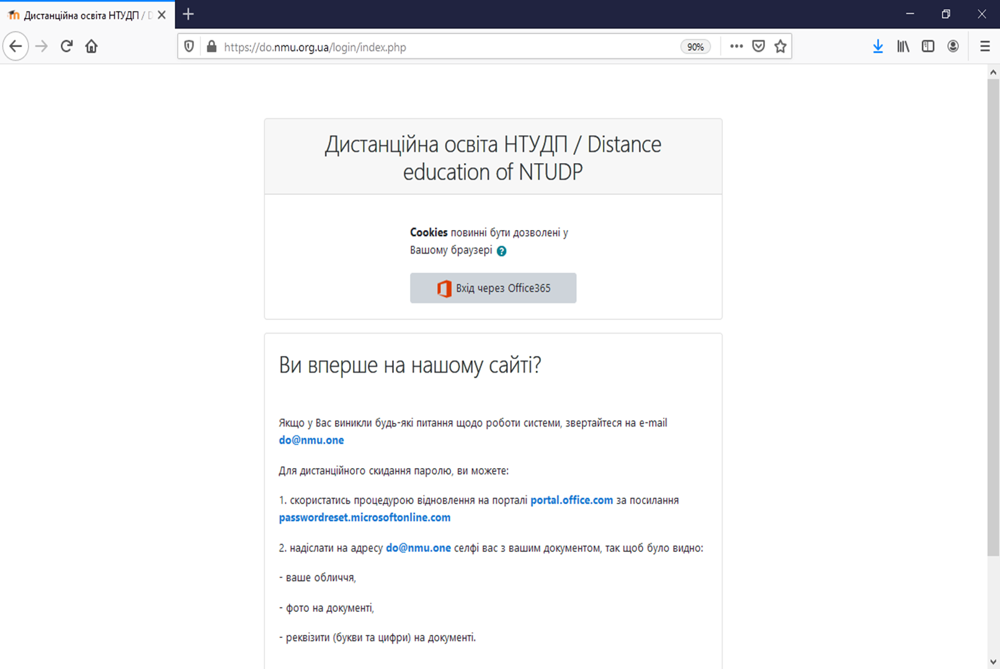 Дистанційна освіта НТУДП / D
https://do.nmu.org.ua/login/index.php
90%
Дистанційна освіта НТУДП / Distance
education of NTUDP
Cookies повинні бути дозволені у
Вашому браузері ?
Вхід через Office365
Ви вперше на нашому сайті?
Якщо у Вас виникли будь-які питання щодо роботи системи, звертайтеся на e-mail
do@nmu.one
Для дистанційного скидання паролю, ви можете:
1. скористатись процедурою відновлення на порталі portal.office.com за посилання
passwordreset.microsoftonline.com
2. надіслати на адресу do@nmu.one селфі вас з вашим документом, так щоб було видно:
- ваше обличчя,
- фото на документі,
- реквізити (букви та цифри) на документі.